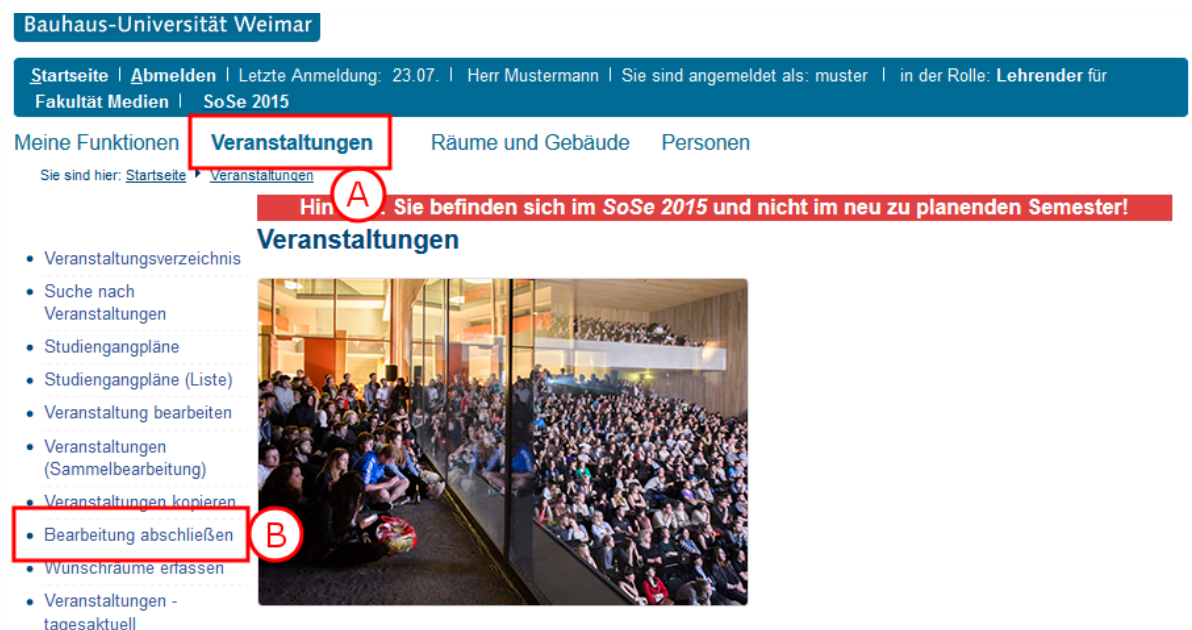 Bauhaus-Universität Weimar
Startseite | Abmelden | Letzte Anmeldung: 23.07. | Herr Mustermann | Sie sind angemeldet als: muster | in der Rolle: Lehrender für
Fakultät Medien | SoSe 2015
Meine Funktionen Veranstaltungen Räume und Gebäude Personen
Sie sind hier: Startseite Veranstaltungen
A
Sie befinden sich im SoSe 2015 und nicht im neu zu planenden Semester!
Veranstaltungen
Veranstaltungsverzeichnis
Suche nach
Veranstaltungen
Studiengangpläne
Studiengangpläne (Liste)
Veranstaltung bearbeiten
Veranstaltungen
(Sammelbearbeitung)
Veranstaltungen kopieren
Bearbeitung abschließen
B
Wunschräume erfassen
Veranstaltungen -
tagesaktuell